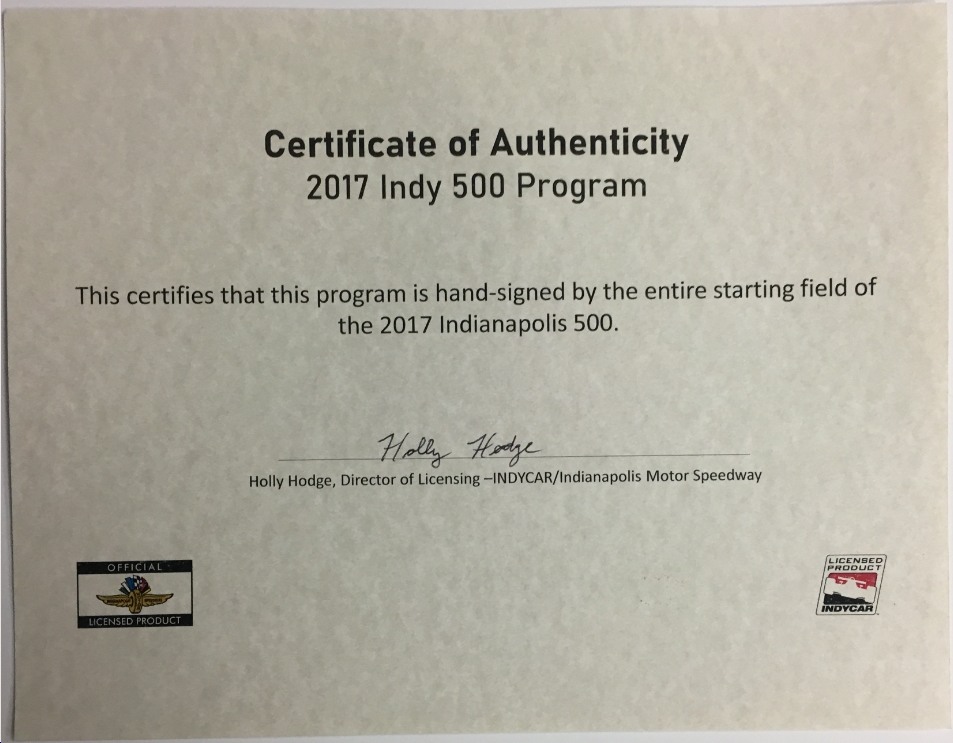 Certificate of Authenticity
2017 Indy 500 Program
This certifies that this program is hand-signed by the entire starting field of
the 2017 Indianapolis 500.
Holly Hodge
Holly Hodge, Director of Licensing –INDYCAR/Indianapolis Motor Speedway
OFFICIAL
LICENSED PRODUCT
LICENSED
PRODUCT
INDYCAR